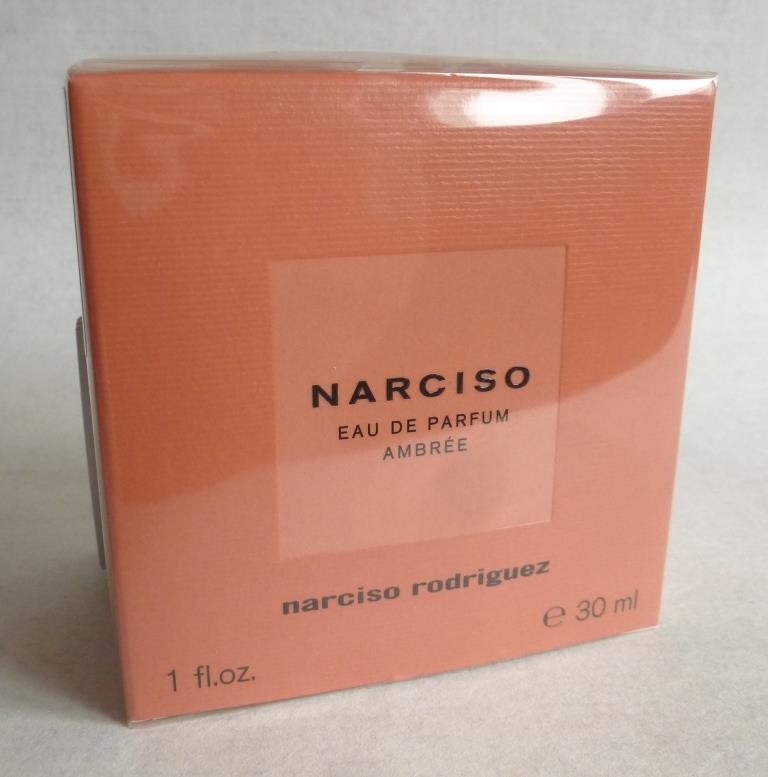 NARCISO
EAU DE PARFUM
AMBRÉE
narciso rodriguez
℮ 30 ml
1 fl.oz.